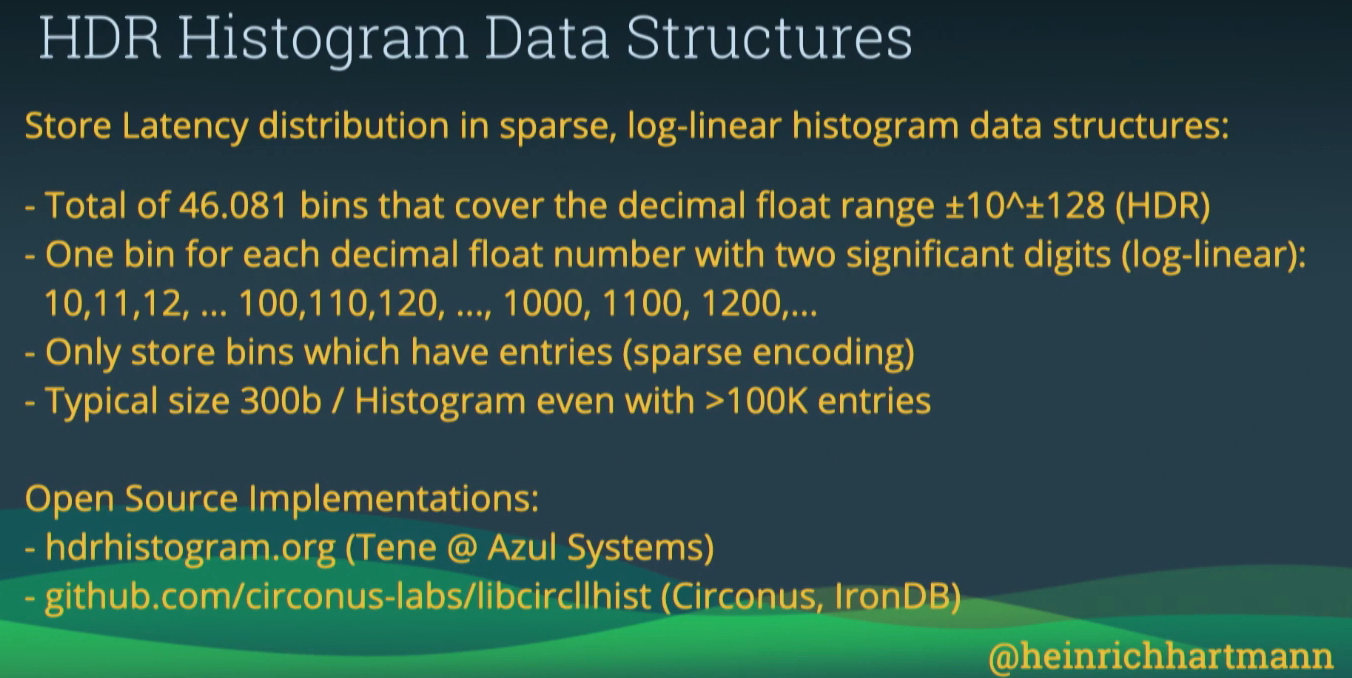 HDR Histogram Data Structures
Store Latency distribution in sparse, log-linear histogram data structures:
- Total of 46.081 bins that cover the decimal float range ±10^±128 (HDR)
- One bin for each decimal float number with two significant digits (log-linear):
10,11,12, ... 100,110,120, ..., 1000, 1100, 1200,...
- Only store bins which have entries (sparse encoding)
- Typical size 300b / Histogram even with >100K entries
Open Source Implementations:
- hdrhistogram.org (Tene @ Azul Systems)
- github.com/circonus-labs/libcircllhist (Circonus, IronDB)
@heinrichhartmann